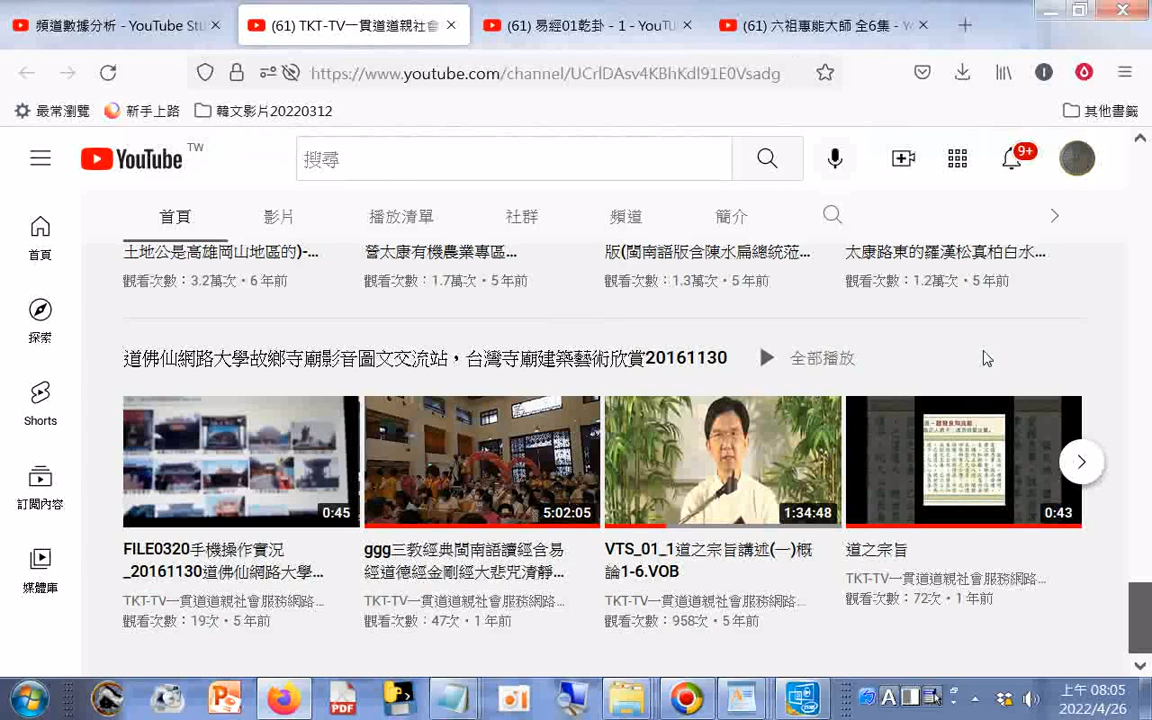 頻道數據分析 - YouTube Stu
(61) TKT-TV一貫道道親社會
(61) 易經01乾卦 - 1 - YouTu
(61) 六祖惠能大師 全6集 - Yo
https://www.youtube.com/channel/UCrlDAsv4KBhKdl91E0Vsadg
最常瀏覽
新手上路
韓文影片20220312
其他書籤
YouTube TW
搜尋
9+
首頁
影片
播放清單
社群
頻道
簡介
首頁
探索
Shorts
訂閱內容
媒體庫
土地公是高雄岡山地區的)-...
觀看次數：3.2萬次・6 年前
營太康有機農業專區...
觀看次數：1.7萬次・5 年前
版(閩南語版含陳水扁總統蒞...
觀看次數：1.3萬次・5 年前
太康路東的羅漢松真柏白水...
觀看次數：1.2萬次・5 年前
道佛仙網路大學故鄉寺廟影音圖文交流站，台灣寺廟建築藝術欣賞20161130
全部播放
0:45
FILE0320手機操作實況
_20161130道佛仙網路大學...
TKT-TV一貫道道親社會服務網路...
觀看次數：19次・5 年前
5:02:05
ggg三教經典閩南語讀經含易
經道德經金剛經大悲咒清靜...
TKT-TV一貫道道親社會服務網路...
觀看次數：47次・1 年前
1:34:48
VTS_01_1道之宗旨講述(一)概
論1-6.VOB
TKT-TV一貫道道親社會服務網路...
觀看次數：958次・5 年前
0:43
道之宗旨
TKT-TV一貫道道親社會服務網路...
觀看次數：72次・1 年前
PDF
A
上午 08:05
2022/4/26